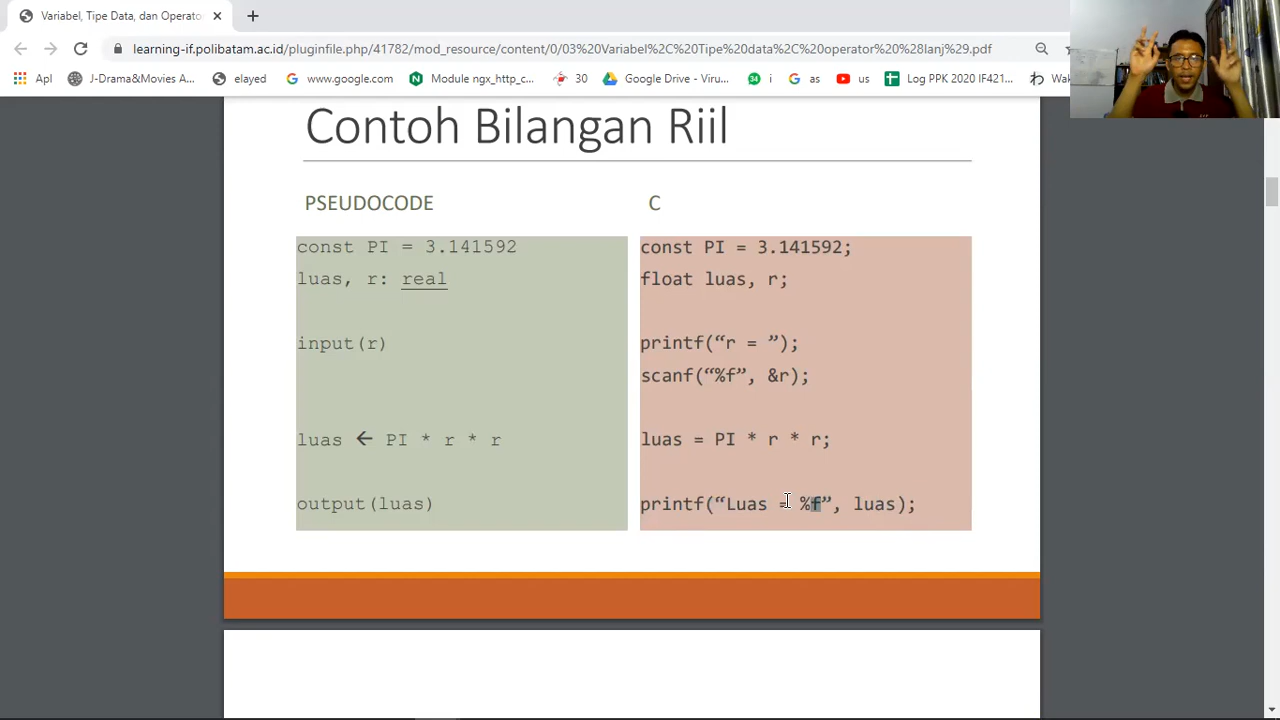 Variabel, Tipe Data, dan Operato
learning-if.polibatam.ac.id/pluginfile.php/41782/mod_resource/content/0/03%20Variabel%2C%20Tipe%20data%2C%20operator%20%28lanj%29.pdf
Apl
J-Drama&Movies A...
elayed
www.google.com
Module ngx_http_c...
30
Google Drive - Viru...
i
as
us
Log PPK 2020 IF421...
Contoh Bilangan Riil
PSEUDOCODE
const PI = 3.141592
luas, r: real
input(r)
luas ← PI * r * r
output(luas)
C
const PI = 3.141592;
float luas, r;
printf(“r = ”);
scanf(“%f”, &r);
luas = PI * r * r;
printf(“Luas = %f”, luas);